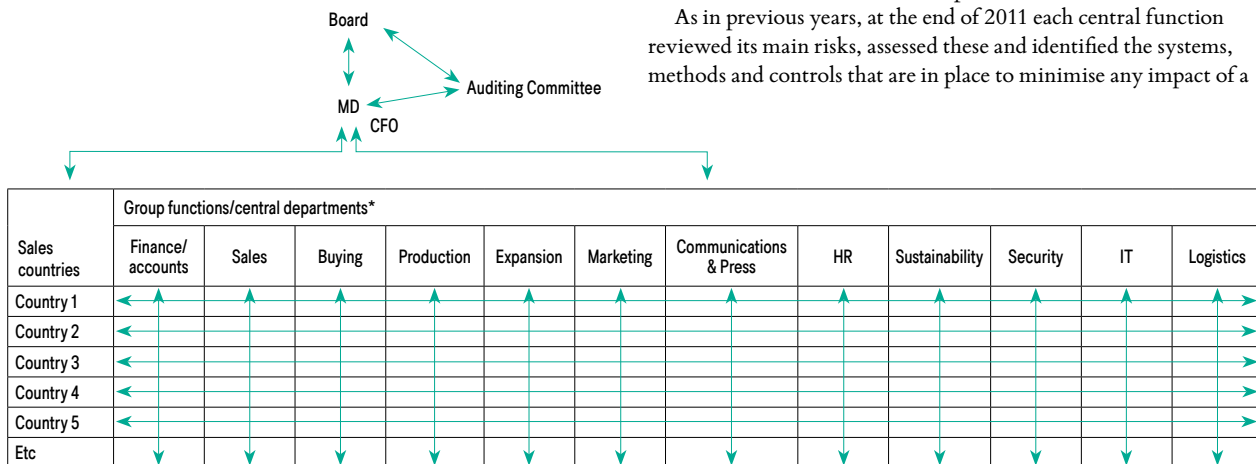 Board
Auditing Committee
MD
CFO
As in previous years, at the end of 2011 each central function
reviewed its main risks, assessed these and identified the systems,
methods and controls that are in place to minimise any impact of a
Group functions/central departments*
Sales
countries
Finance/
accounts
Sales
Buying
Production
Expansion
Marketing
Communications
& Press
HR
Sustainability
Security
IT
Logistics
Country 1
Country 2
Country 3
Country 4
Country 5
Etc